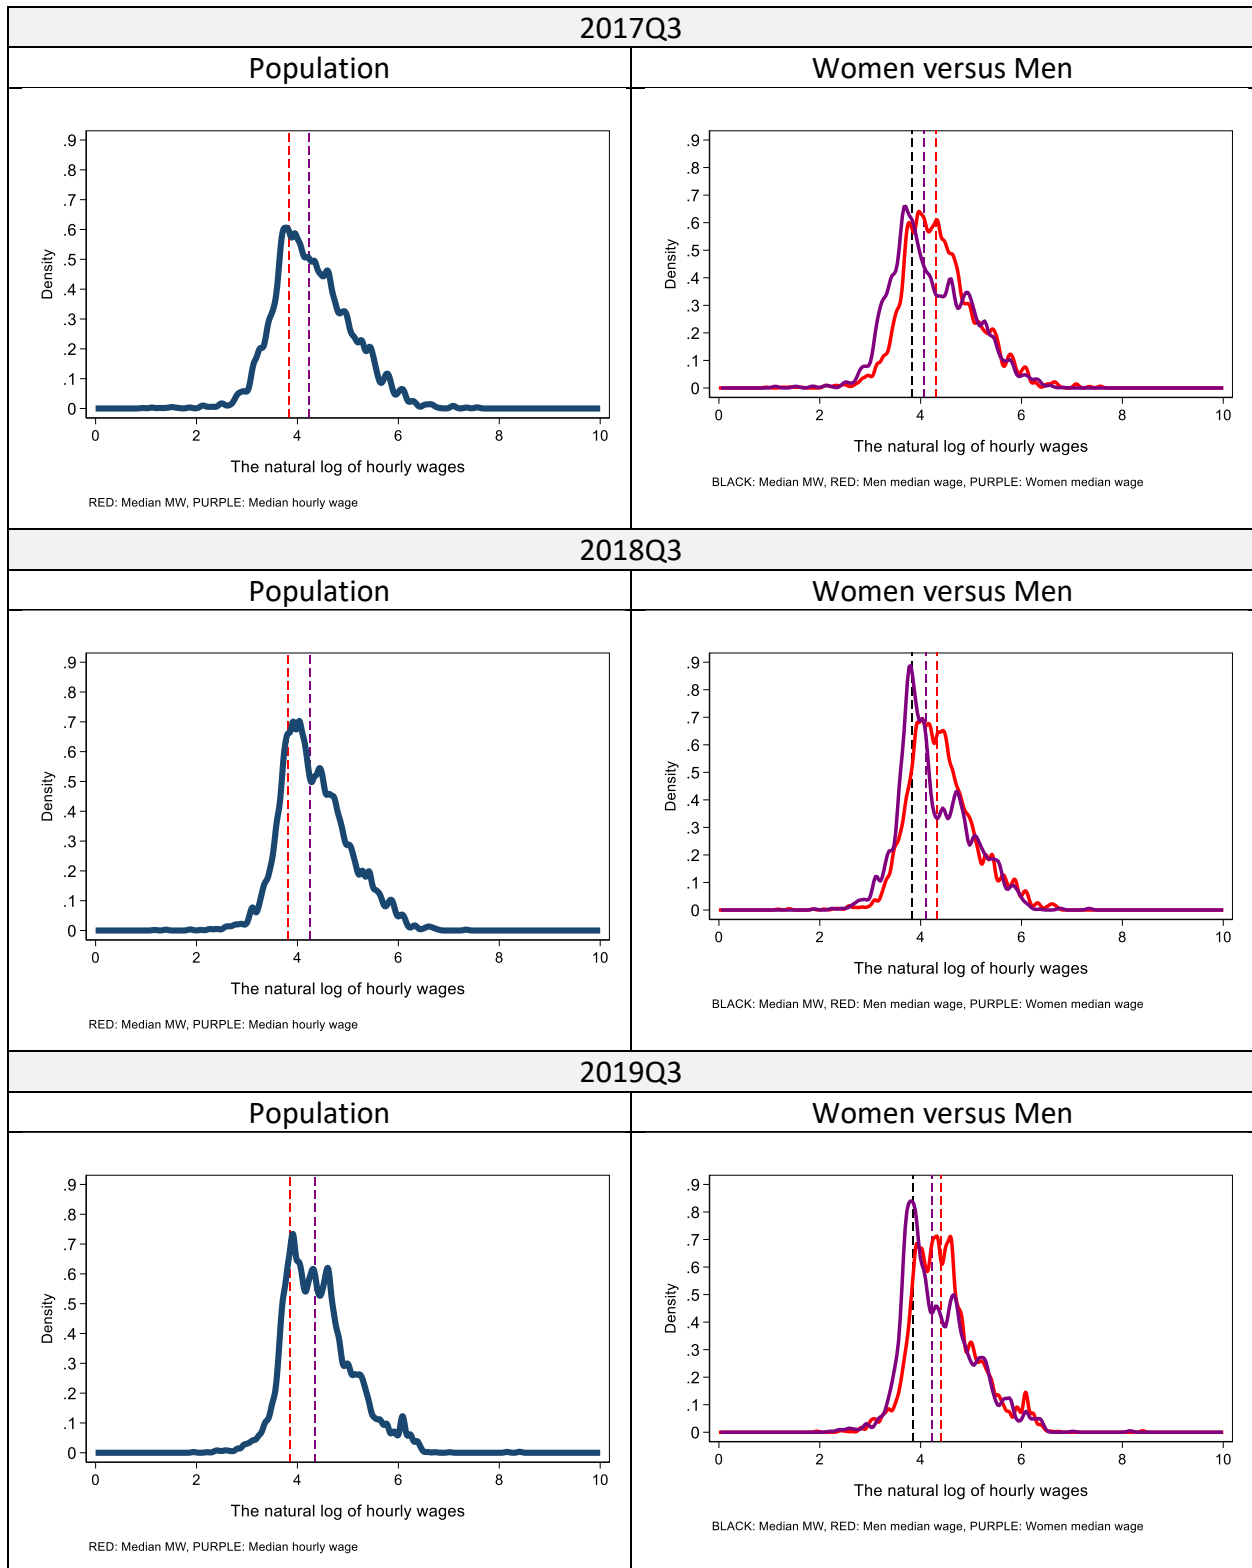 2017Q3
Population
Women versus Men
.9
.8
.7
.6
.5
.4
.3
.2
.1
0
Density
0 2 4 6 8 10
The natural log of hourly wages
RED: Median MW, PURPLE: Median hourly wage
.9
.8
.7
.6
.5
.4
.3
.2
.1
0
Density
0 2 4 6 8 10
The natural log of hourly wages
BLACK: Median MW, RED: Men median wage, PURPLE: Women median wage
2018Q3
Population
Women versus Men
.9
.8
.7
.6
.5
.4
.3
.2
.1
0
Density
0 2 4 6 8 10
The natural log of hourly wages
RED: Median MW, PURPLE: Median hourly wage
.9
.8
.7
.6
.5
.4
.3
.2
.1
0
Density
0 2 4 6 8 10
The natural log of hourly wages
BLACK: Median MW, RED: Men median wage, PURPLE: Women median wage
2019Q3
Population
Women versus Men
.9
.8
.7
.6
.5
.4
.3
.2
.1
0
Density
0 2 4 6 8 10
The natural log of hourly wages
RED: Median MW, PURPLE: Median hourly wage
.9
.8
.7
.6
.5
.4
.3
.2
.1
0
Density
0 2 4 6 8 10
The natural log of hourly wages
BLACK: Median MW, RED: Men median wage, PURPLE: Women median wage